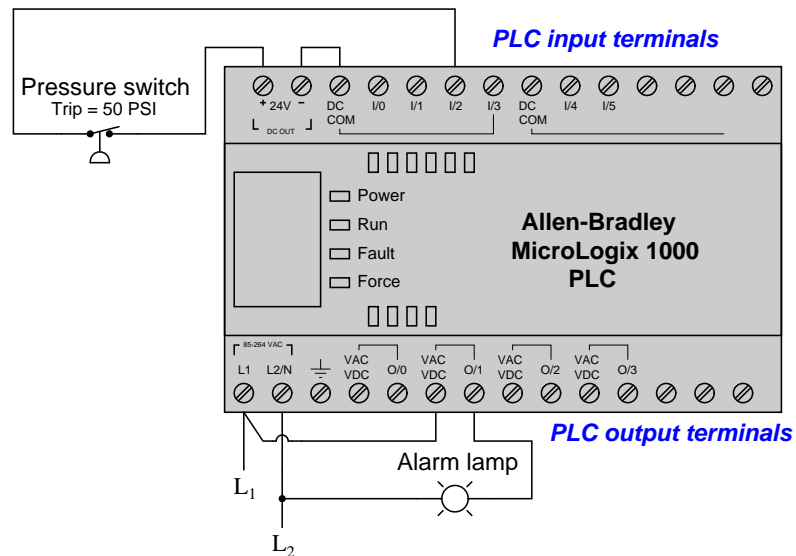 PLC input terminals
Pressure switch
Trip = 50 PSI
+ 24V - DC COM I/0 I/1 I/2 I/3 DC COM I/4 I/5
DC OUT
Power
Run
Fault
Force
Allen-Bradley
MicroLogix 1000
PLC
85-264 VAC
L1 L2/N VAC VDC O/0 VAC VDC O/1 VAC VDC O/2 VAC VDC O/3
PLC output terminals
Alarm lamp
L1
L2